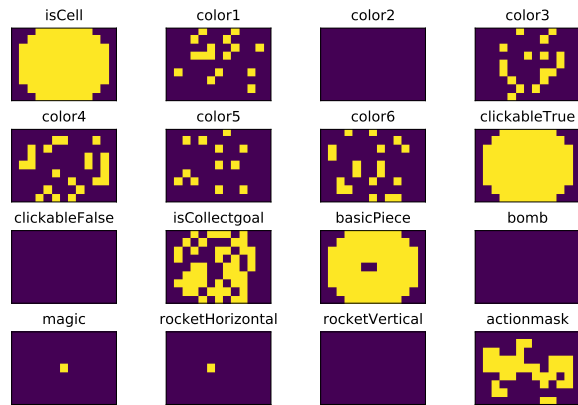 isCell color1 color2 color3
color4 color5 color6 clickableTrue
clickableFalse isCollectgoal basicPiece bomb
magic rocketHorizontal rocketVertical actionmask